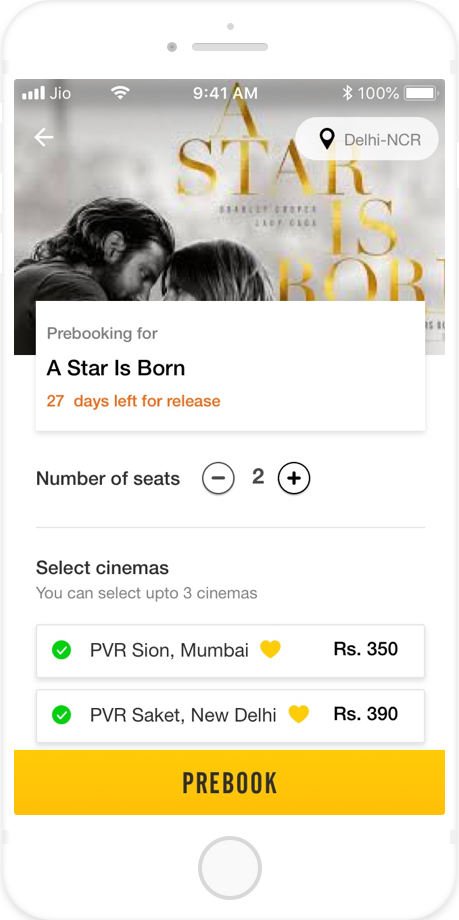 Jio 9:41 AM 100%
Delhi-NCR
A
STAR
BRADLEY COOPER
LADY GAGA
IS
BORN
Prebooking for
A Star Is Born
27 days left for release
Number of seats 2
Select cinemas
You can select upto 3 cinemas
PVR Sion, Mumbai Rs. 350
PVR Saket, New Delhi Rs. 390
PREBOOK